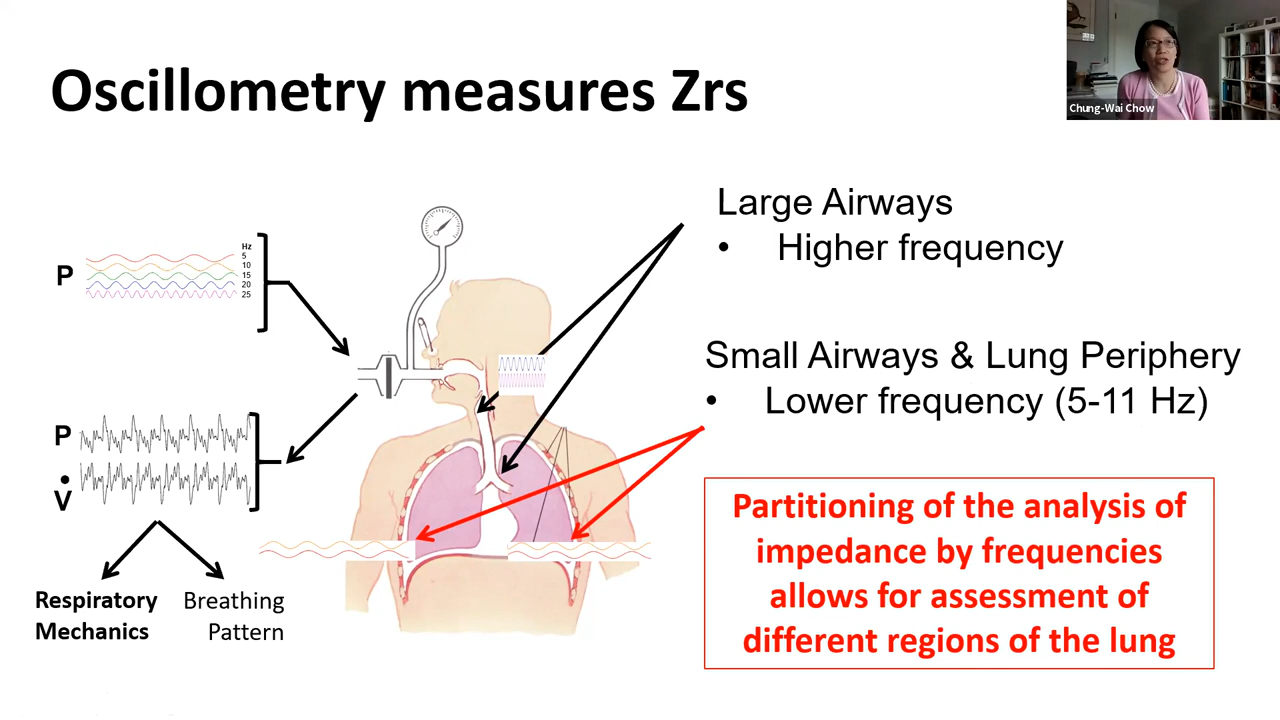 Oscillometry measures Zrs
Chung-Wai Chow
Large Airways
• Higher frequency
P
Hz
5
10
15
20
25
Small Airways & Lung Periphery
• Lower frequency (5-11 Hz)
P
V̇
Partitioning of the analysis of
impedance by frequencies
allows for assessment of
different regions of the lung
Respiratory
Mechanics
Breathing
Pattern